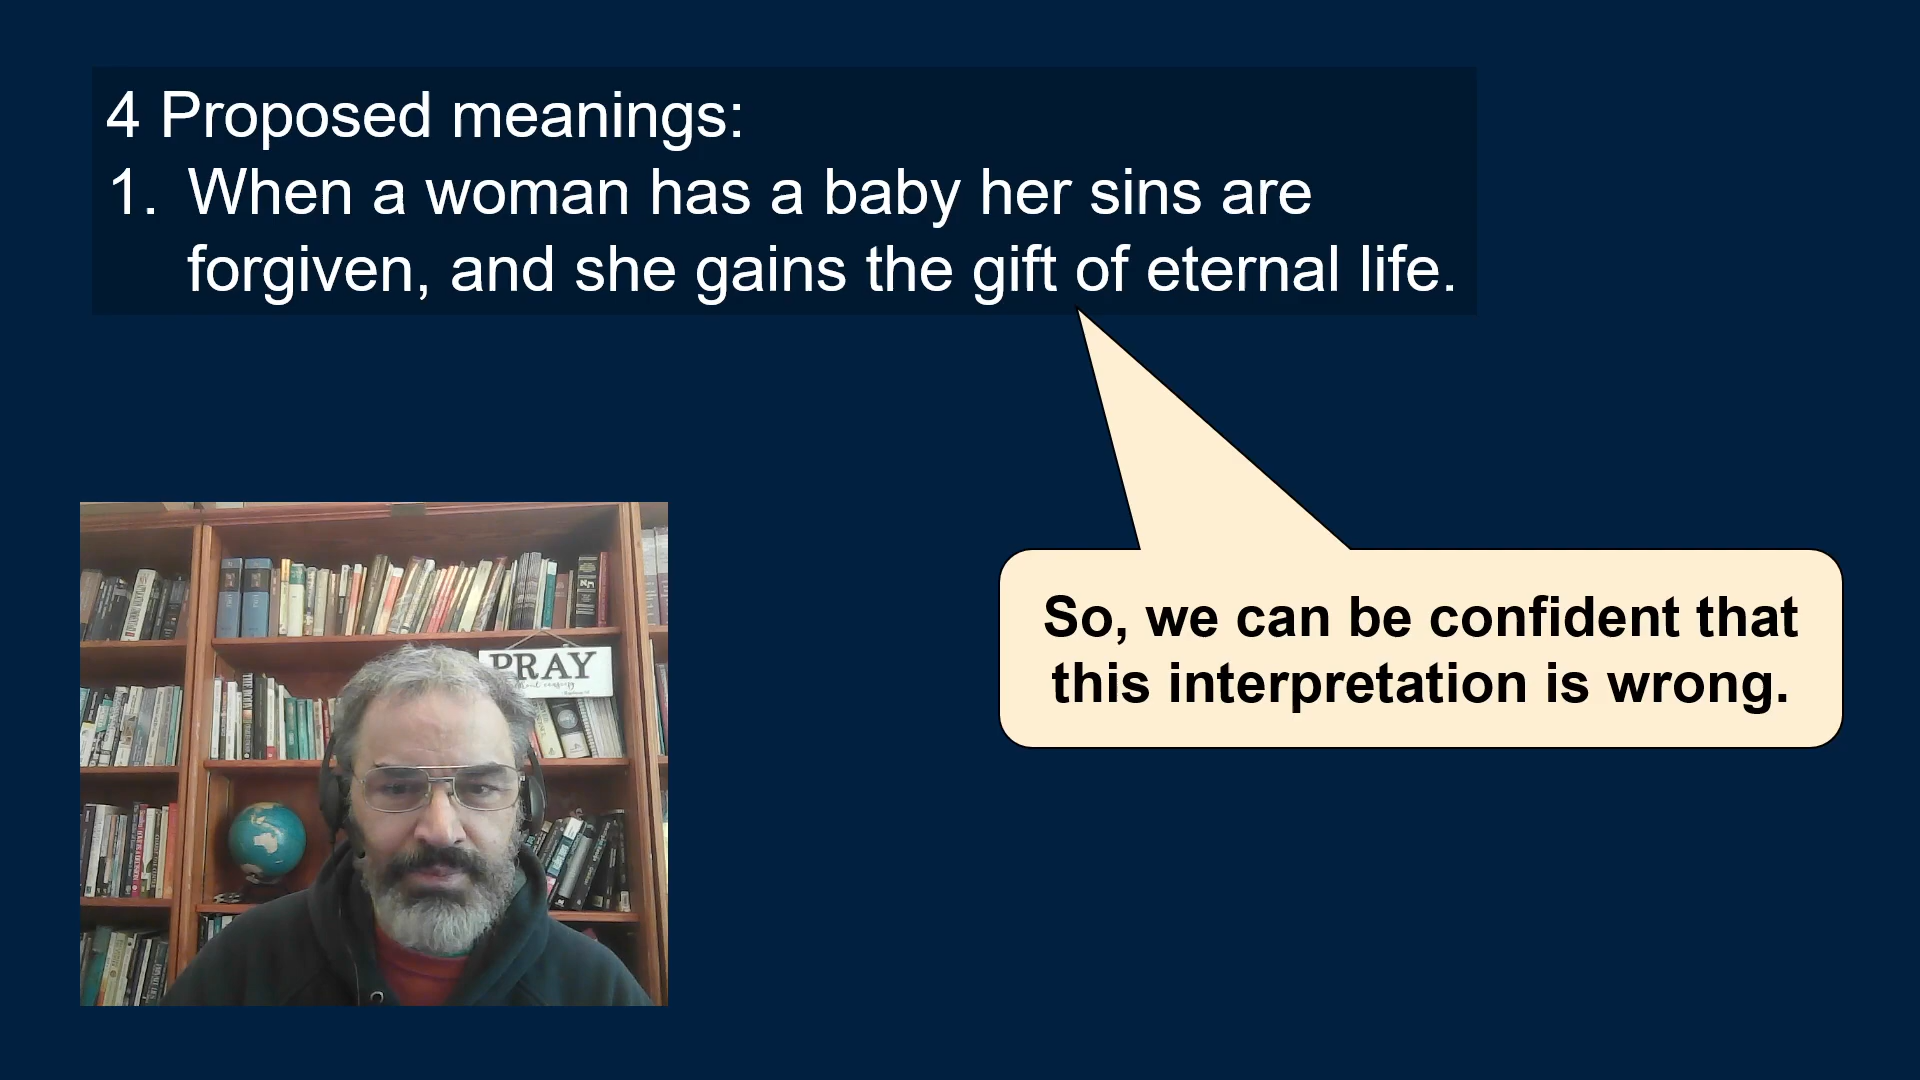 4 Proposed meanings:
1. When a woman has a baby her sins are
forgiven, and she gains the gift of eternal life.
So, we can be confident that
this interpretation is wrong.
PRAY